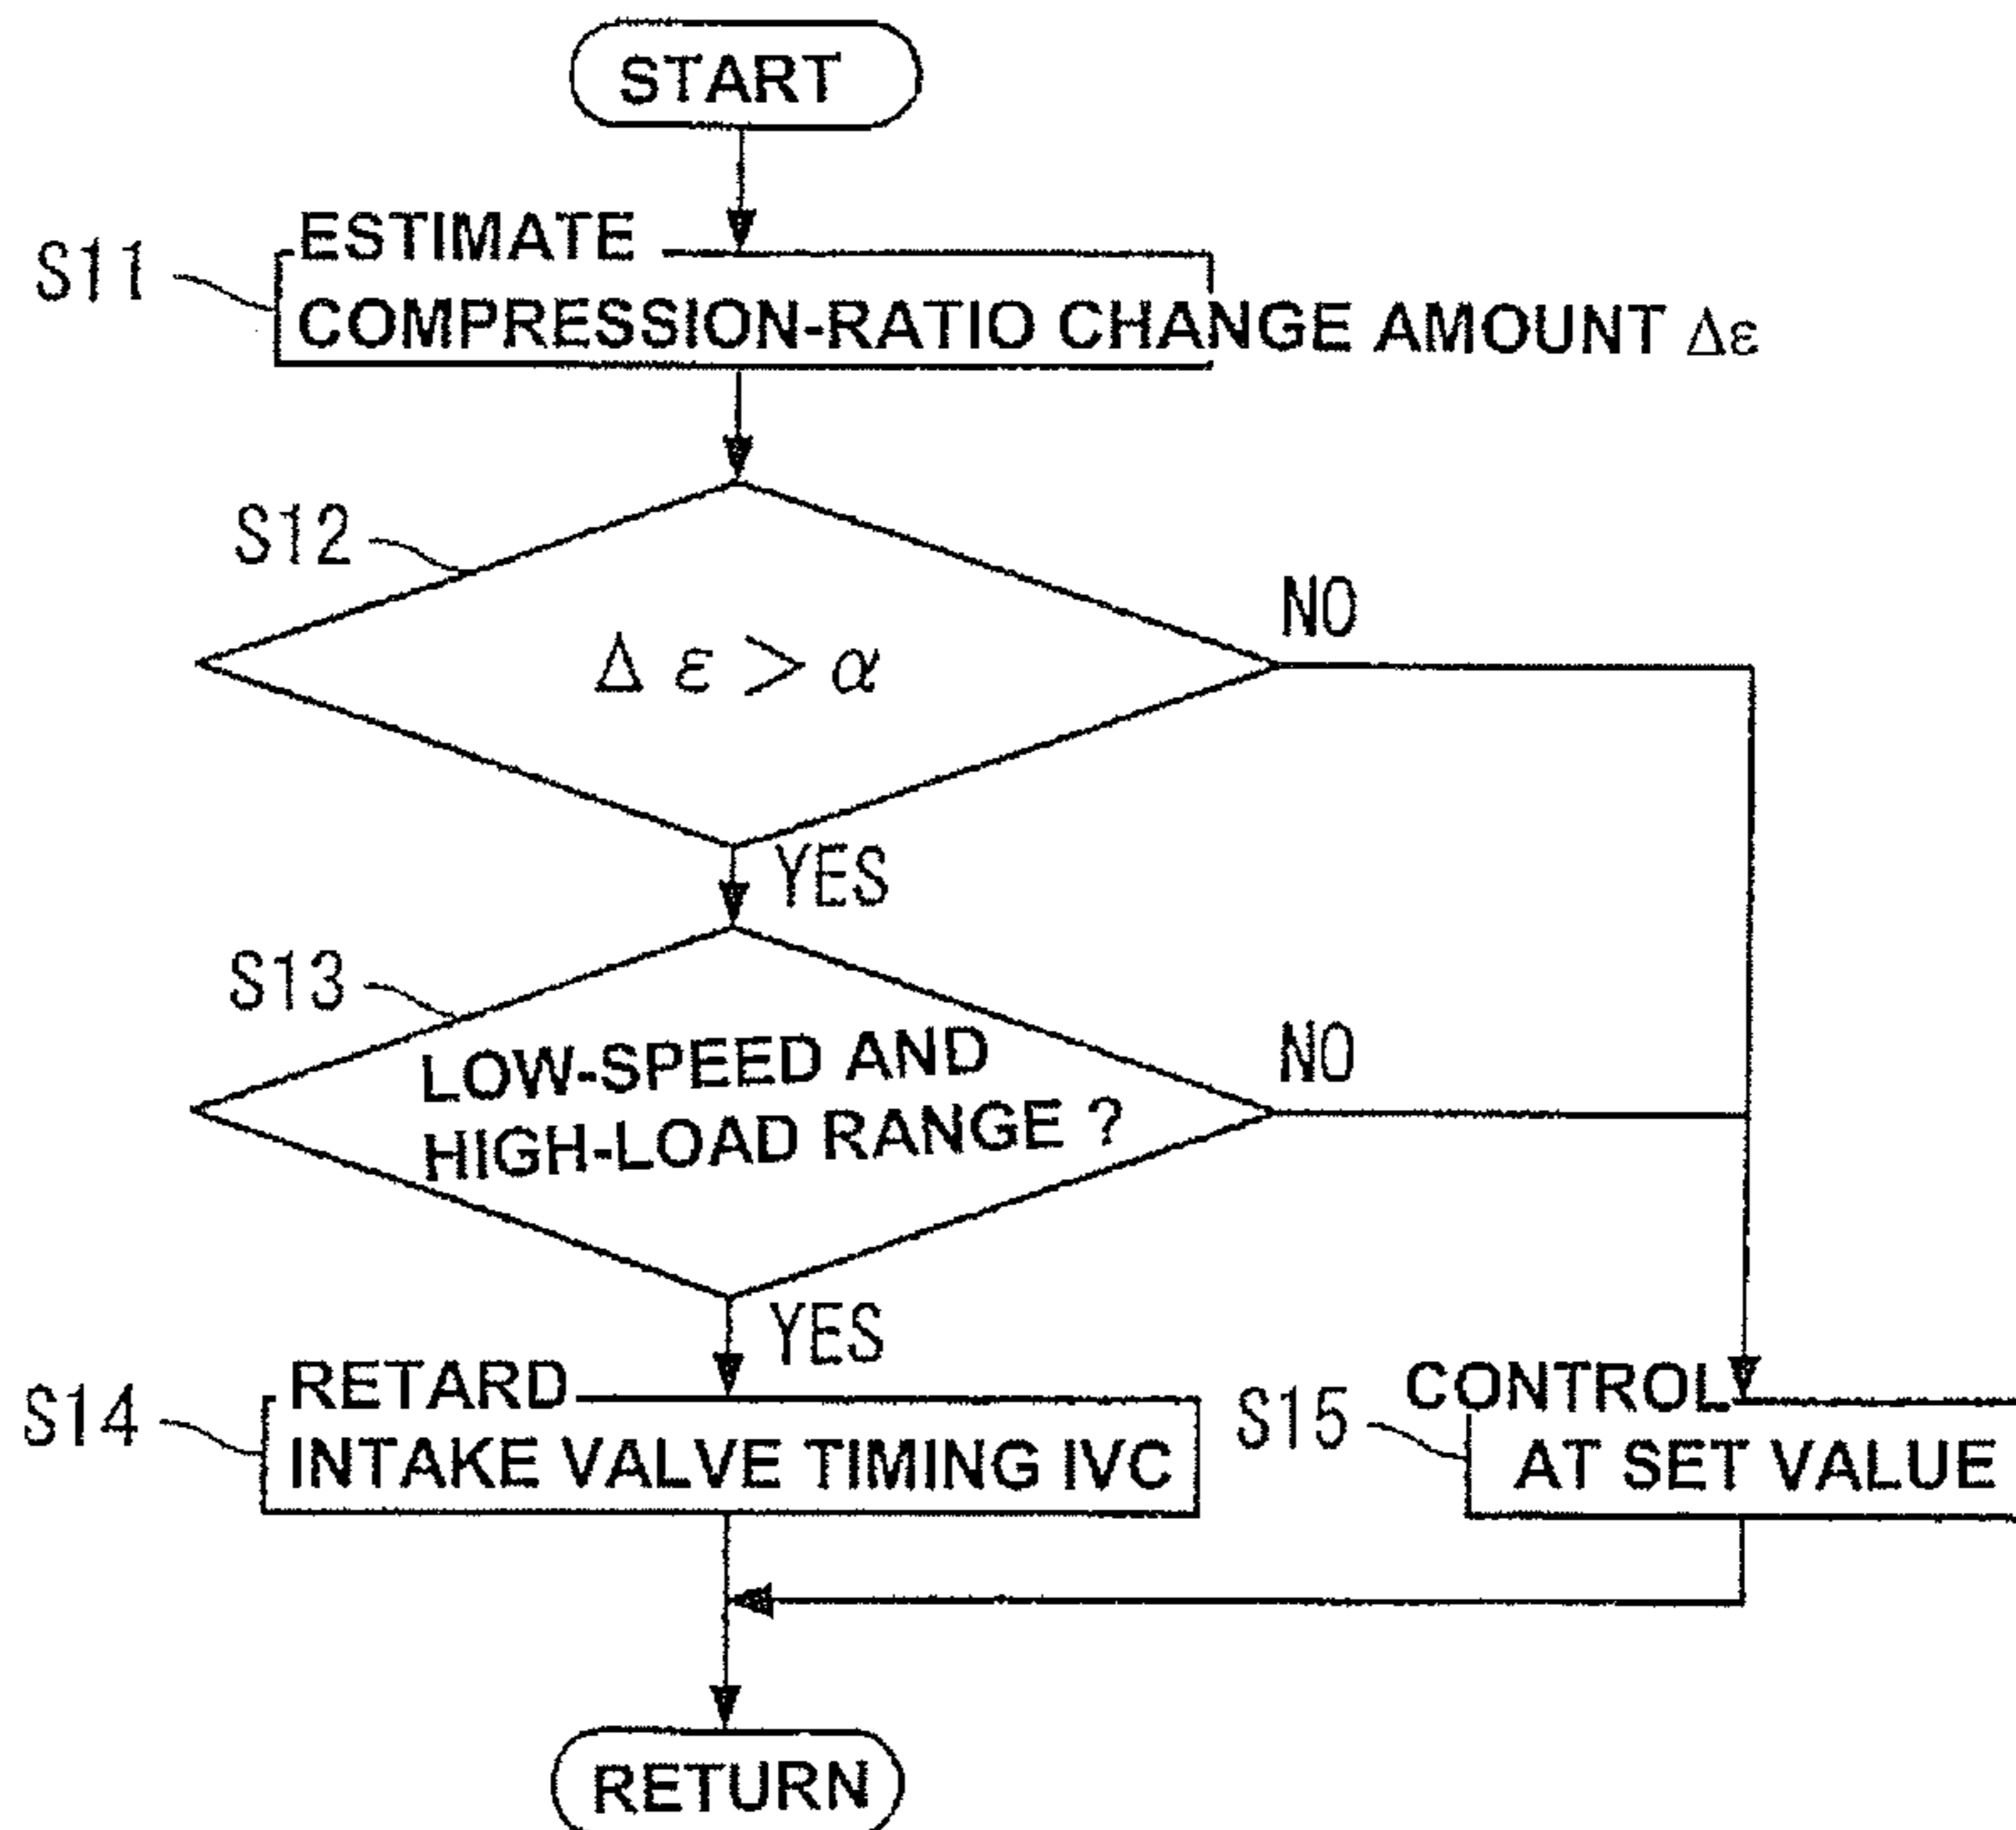 START
S11
ESTIMATE
COMPRESSION-RATIO CHANGE AMOUNT Δε
S12
Δ ε > α
NO
YES
S13
LOW-SPEED AND
HIGH-LOAD RANGE ?
NO
YES
S14
RETARD
INTAKE VALVE TIMING IVC
S15
CONTROL
AT SET VALUE
RETURN